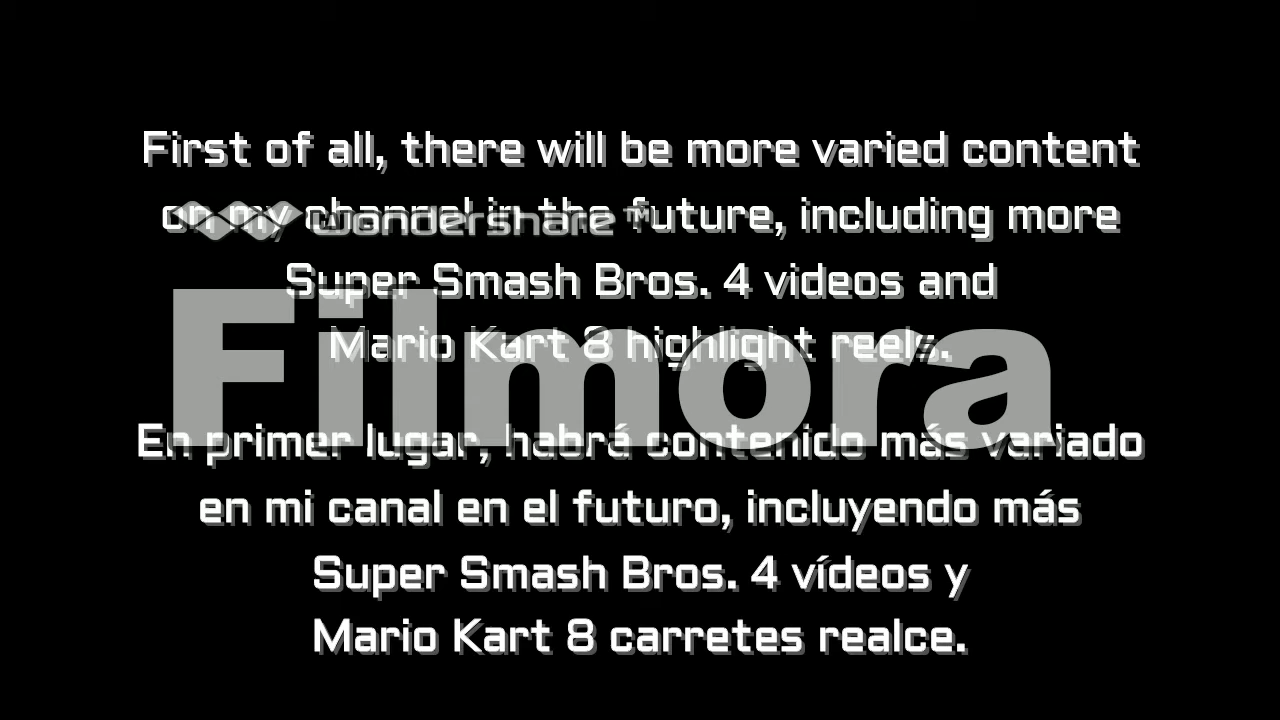 First of all, there will be more varied content
on my channel in the future, including more
wondershare™
Super Smash Bros. 4 videos and
Mario Kart 8 highlight reels.
Filmora
En primer lugar, habrá contenido más variado
en mi canal en el futuro, incluyendo más
Super Smash Bros. 4 vídeos y
Mario Kart 8 carretes realce.